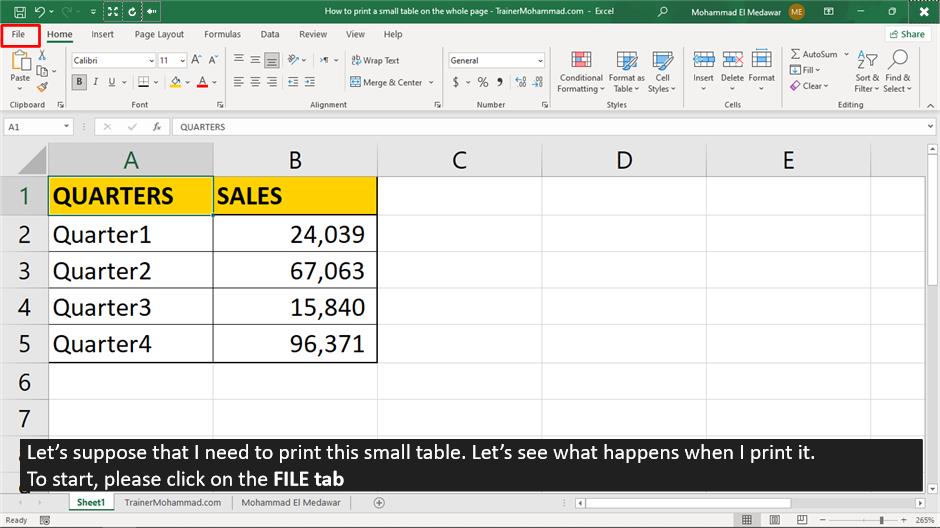 How to print a small table on the whole page - TrainerMohammad.com - Excel
Mohammad El Medawar
ME
File
Home
Insert
Page Layout
Formulas
Data
Review
View
Help
Share
Paste
Clipboard
Calibri
11
B I U
Font
Wrap Text
Merge & Center
Alignment
General
$ % ,
Number
Conditional Formatting
Format as Table
Cell Styles
Styles
Insert
Delete
Format
Cells
AutoSum
Fill
Clear
Sort & Filter
Find & Select
Editing
A1
fx
QUARTERS
A B C D E
1 QUARTERS SALES
2 Quarter1 24,039
3 Quarter2 67,063
4 Quarter3 15,840
5 Quarter4 96,371
6
7
Let's suppose that I need to print this small table. Let's see what happens when I print it.
To start, please click on the FILE tab
Sheet1
TrainerMohammad.com
Mohammad El Medawar
Ready
265%